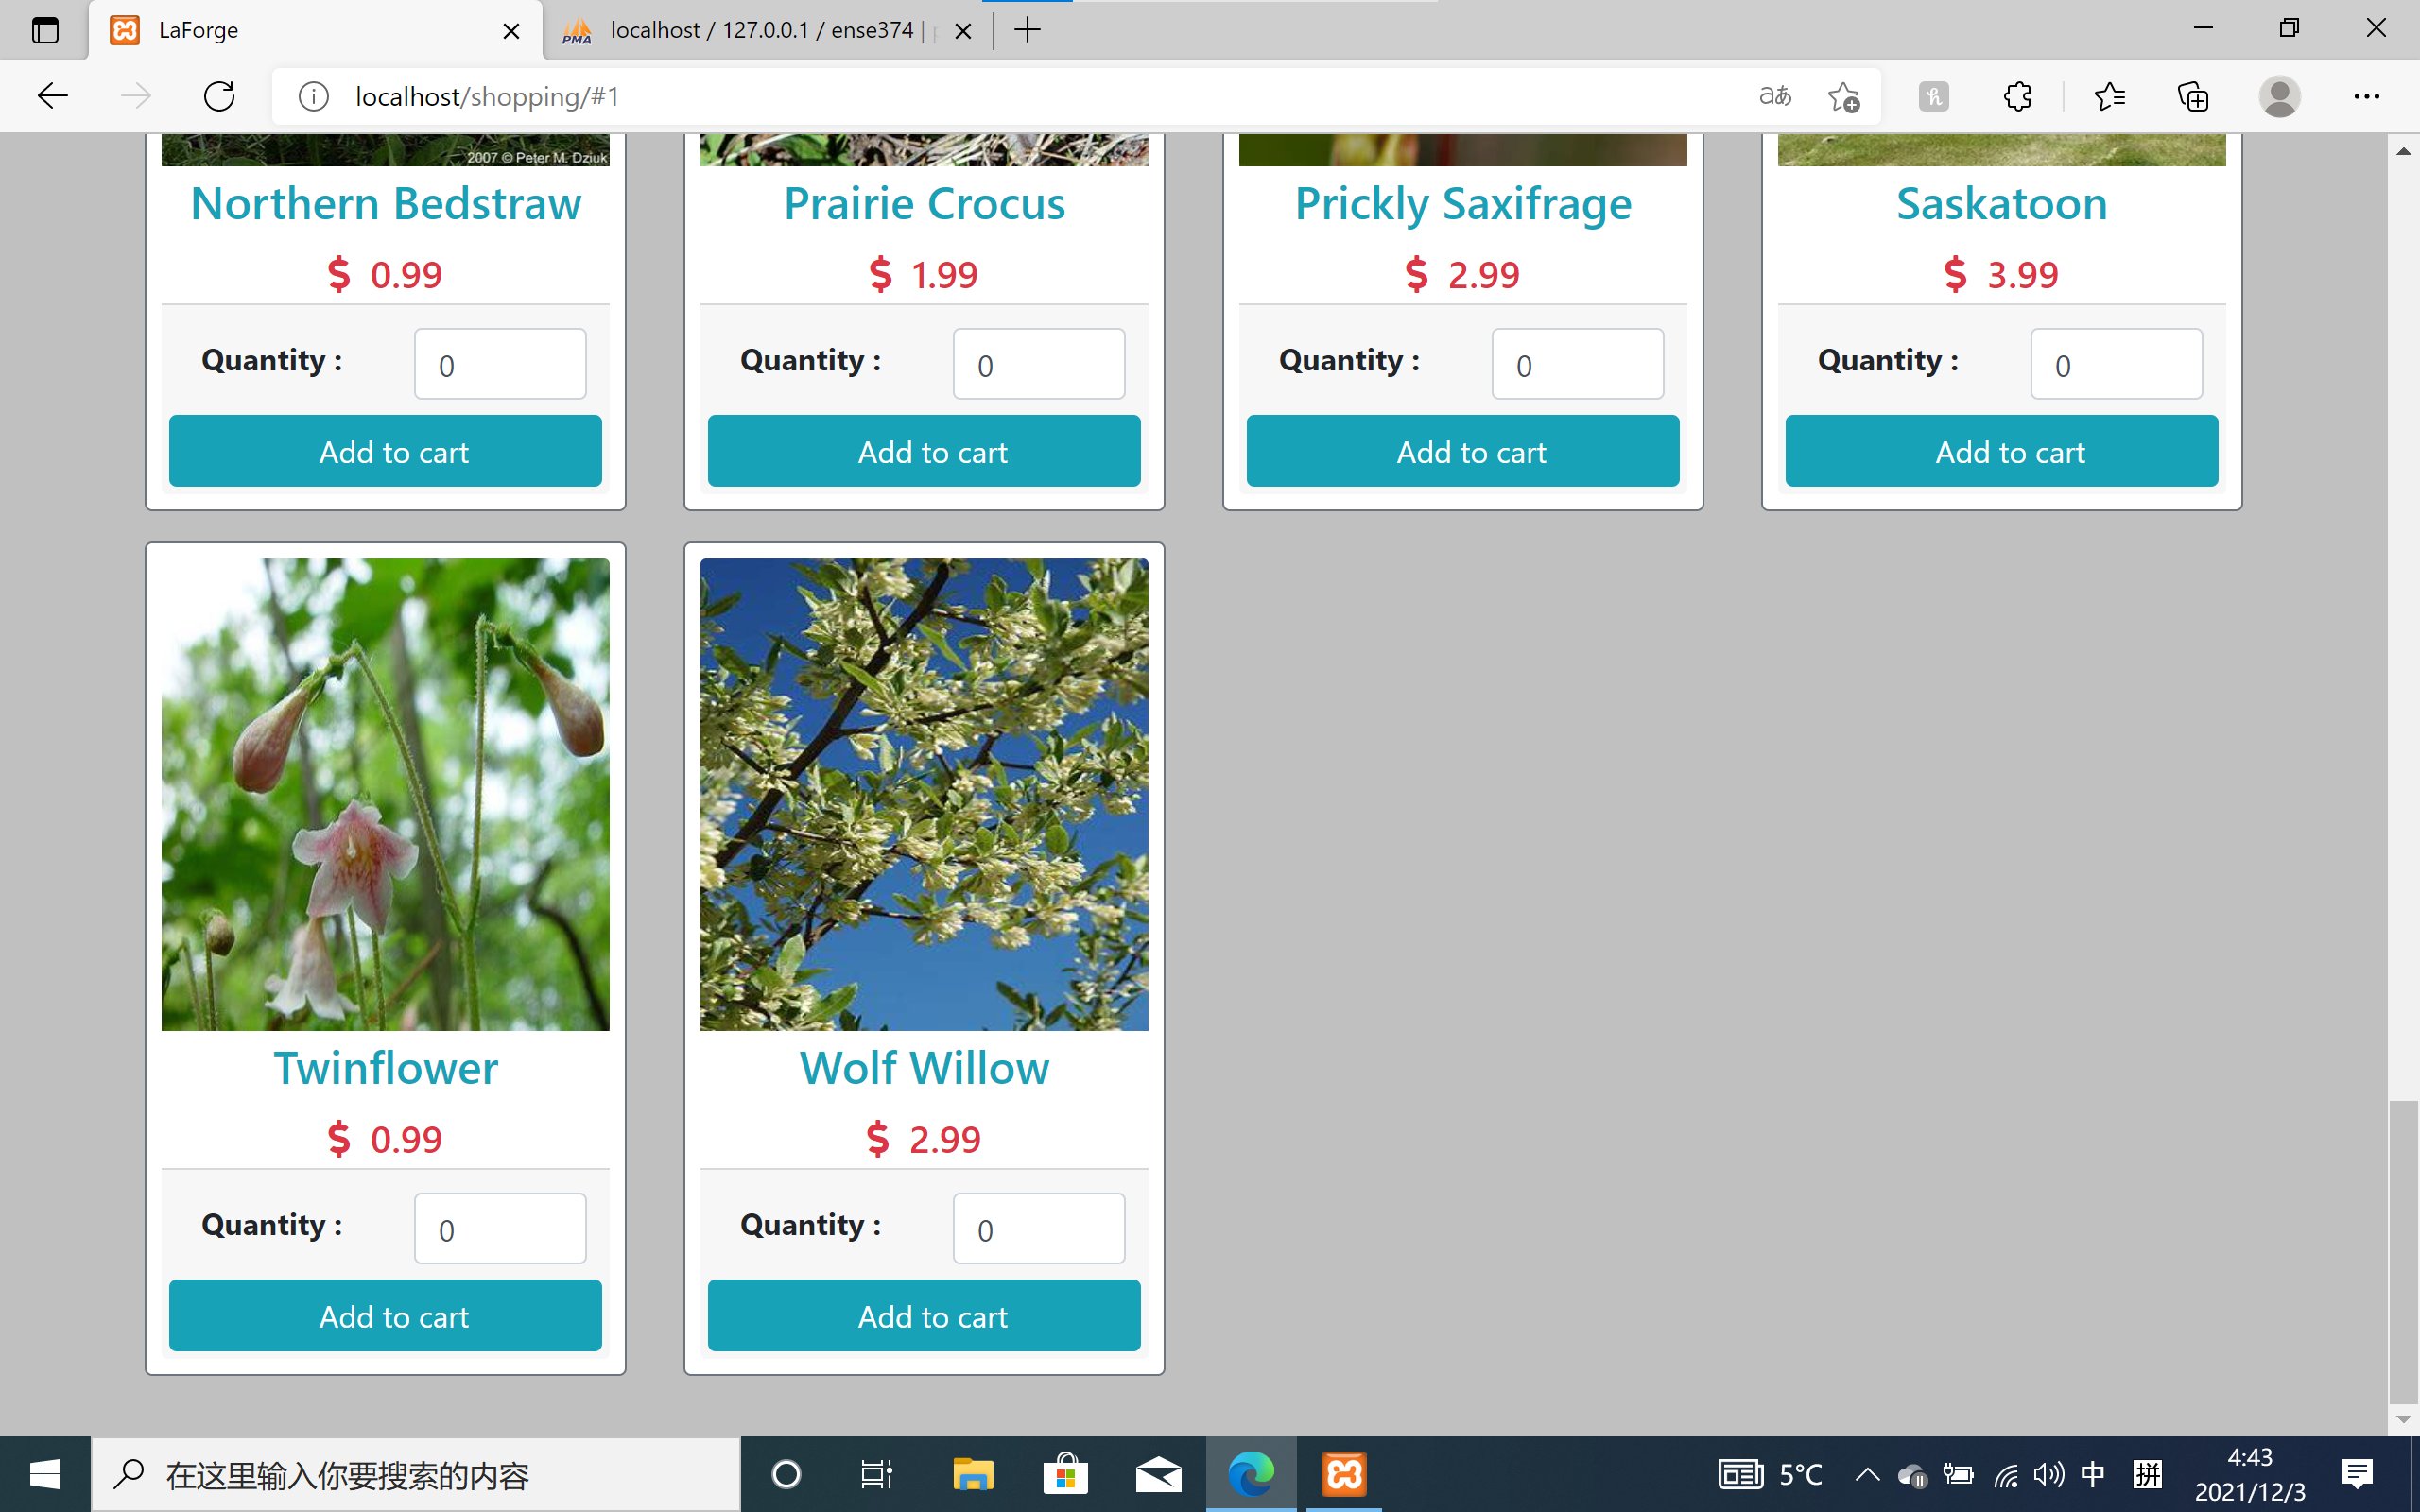 LaForge
localhost / 127.0.0.1 / ense374 |
localhost/shopping/#1
2007 © Peter M. Dziuk
Northern Bedstraw
Prairie Crocus
Prickly Saxifrage
Saskatoon
$ 0.99
$ 1.99
$ 2.99
$ 3.99
Quantity : 0
Quantity : 0
Quantity : 0
Quantity : 0
Add to cart
Add to cart
Add to cart
Add to cart
Twinflower
Wolf Willow
$ 0.99
$ 2.99
Quantity : 0
Quantity : 0
Add to cart
Add to cart
在这里输入你要搜索的内容
5°C
中
拼
4:43
2021/12/3